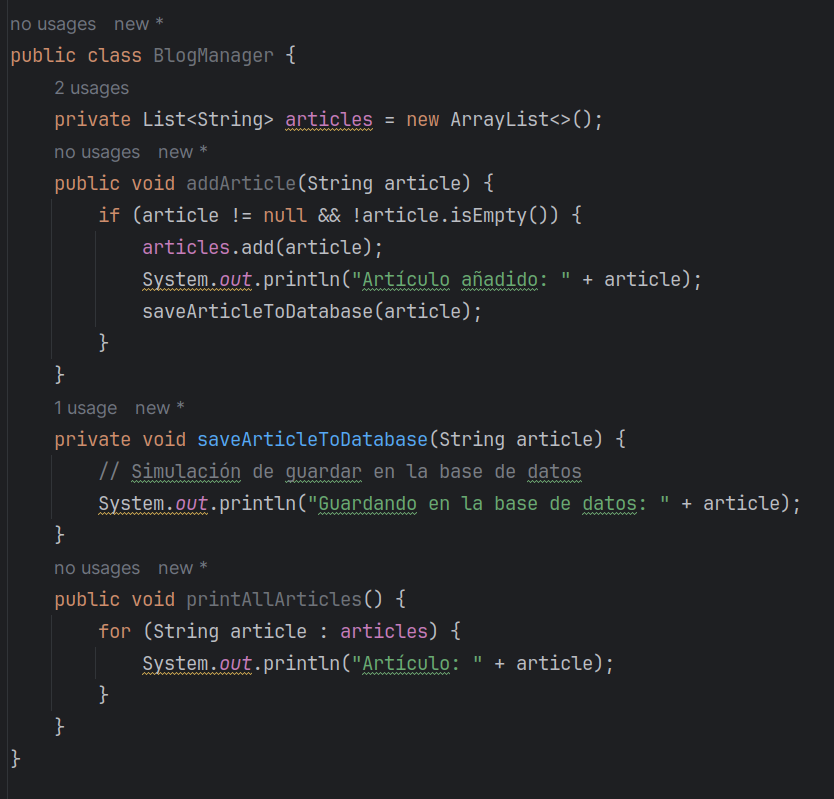 no usages   new *
public class BlogManager {
2 usages
private List<String> articles = new ArrayList<>();
no usages   new *
public void addArticle(String article) {
if (article != null && !article.isEmpty()) {
articles.add(article);
System.out.println("Artículo añadido: " + article);
saveArticleToDatabase(article);
}
}
1 usage   new *
private void saveArticleToDatabase(String article) {
// Simulación de guardar en la base de datos
System.out.println("Guardando en la base de datos: " + article);
}
no usages   new *
public void printAllArticles() {
for (String article : articles) {
System.out.println("Artículo: " + article);
}
}
}